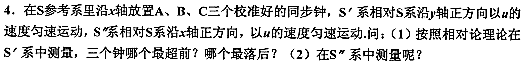 4．在S参考系里沿x轴放置A、B、C三个校准好的同步钟，S′系相对S系沿y轴正方向以u的
速度匀速运动，S″系相对S系沿x轴正方向，以u的速度匀速运动.问：（1）按照相对论理论在
S′系中测量，三个钟哪个最超前？哪个最落后？（2）在S″系中测量呢？